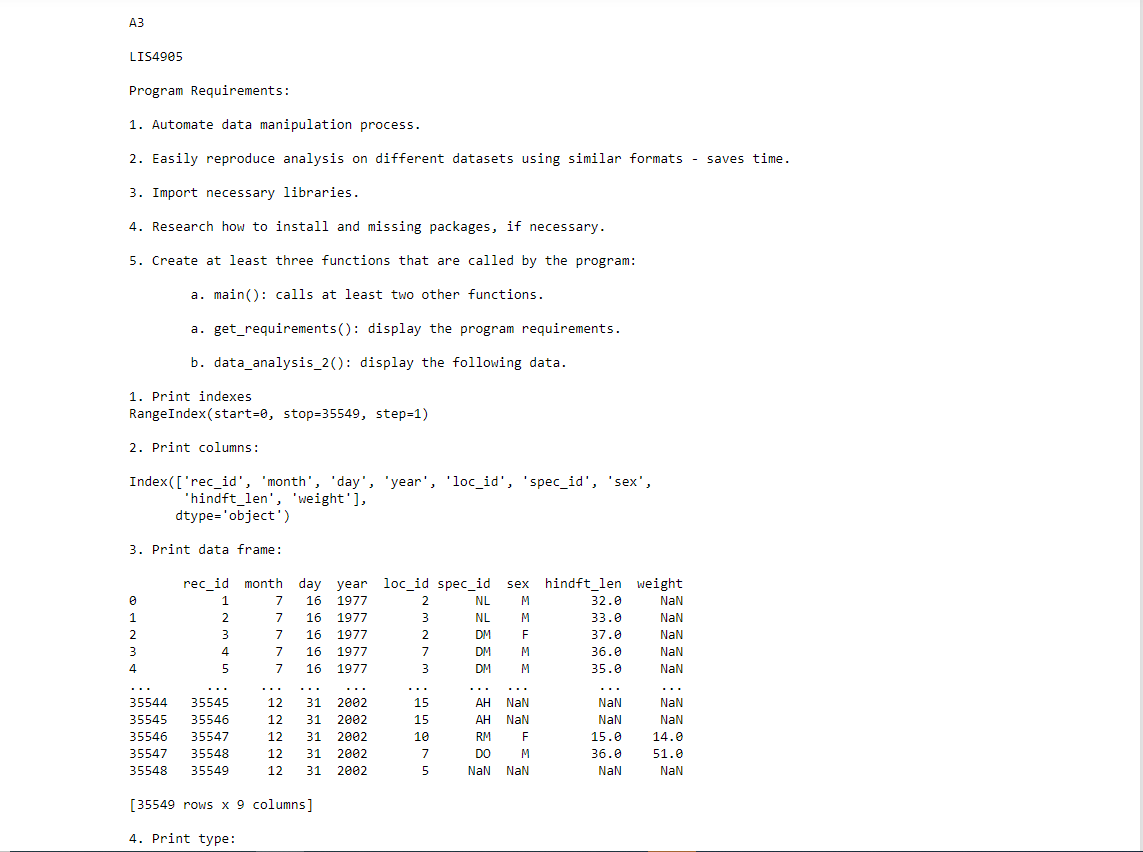 A3
LIS4905
Program Requirements:
1. Automate data manipulation process.
2. Easily reproduce analysis on different datasets using similar formats - saves time.
3. Import necessary libraries.
4. Research how to install and missing packages, if necessary.
5. Create at least three functions that are called by the program:
a. main(): calls at least two other functions.
a. get_requirements(): display the program requirements.
b. data_analysis_2(): display the following data.
1. Print indexes
RangeIndex(start=0, stop=35549, step=1)
2. Print columns:
Index(['rec_id', 'month', 'day', 'year', 'loc_id', 'spec_id', 'sex',
'hindft_len', 'weight'],
dtype='object')
3. Print data frame:
rec_id month day year loc_id spec_id sex hindft_len weight
0 1 7 16 1977 2 NL M 32.0 NaN
1 2 7 16 1977 3 NL M 33.0 NaN
2 3 7 16 1977 2 DM F 37.0 NaN
3 4 7 16 1977 7 DM M 36.0 NaN
4 5 7 16 1977 3 DM M 35.0 NaN
... ... ... ... ... ... ... ... ... ...
35544 35545 12 31 2002 15 AH NaN NaN NaN
35545 35546 12 31 2002 15 AH NaN NaN NaN
35546 35547 12 31 2002 10 RM F 15.0 14.0
35547 35548 12 31 2002 7 DO M 36.0 51.0
35548 35549 12 31 2002 5 NaN NaN NaN NaN
[35549 rows x 9 columns]
4. Print type: